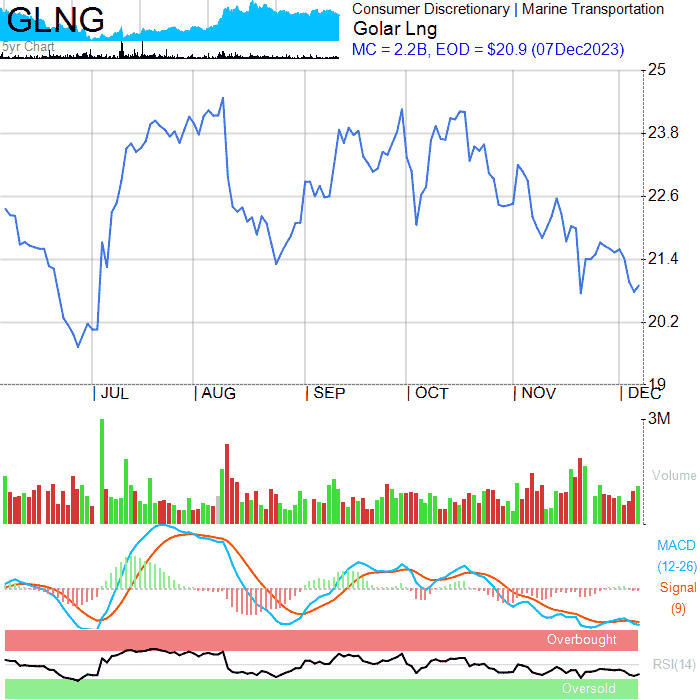 GLNG
5yr Chart
Consumer Discretionary | Marine Transportation
Golar Lng
MC = 2.2B, EOD = $20.9 (07Dec2023)
25
23.8
22.6
21.4
20.2
19
JUL
AUG
SEP
OCT
NOV
DEC
3M
Volume
MACD
(12-26)
Signal
(9)
Overbought
RSI(14)
Oversold